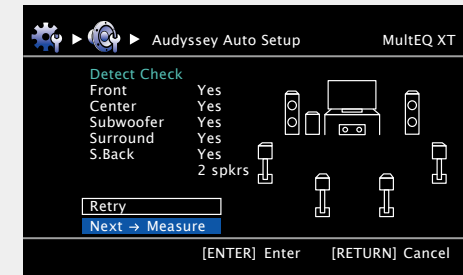 Audyssey Auto Setup MultEQ XT
Detect Check
Front Yes
Center Yes
Subwoofer Yes
Surround Yes
S.Back Yes
2 spkrs
Retry
Next → Measure
[ENTER] Enter [RETURN] Cancel